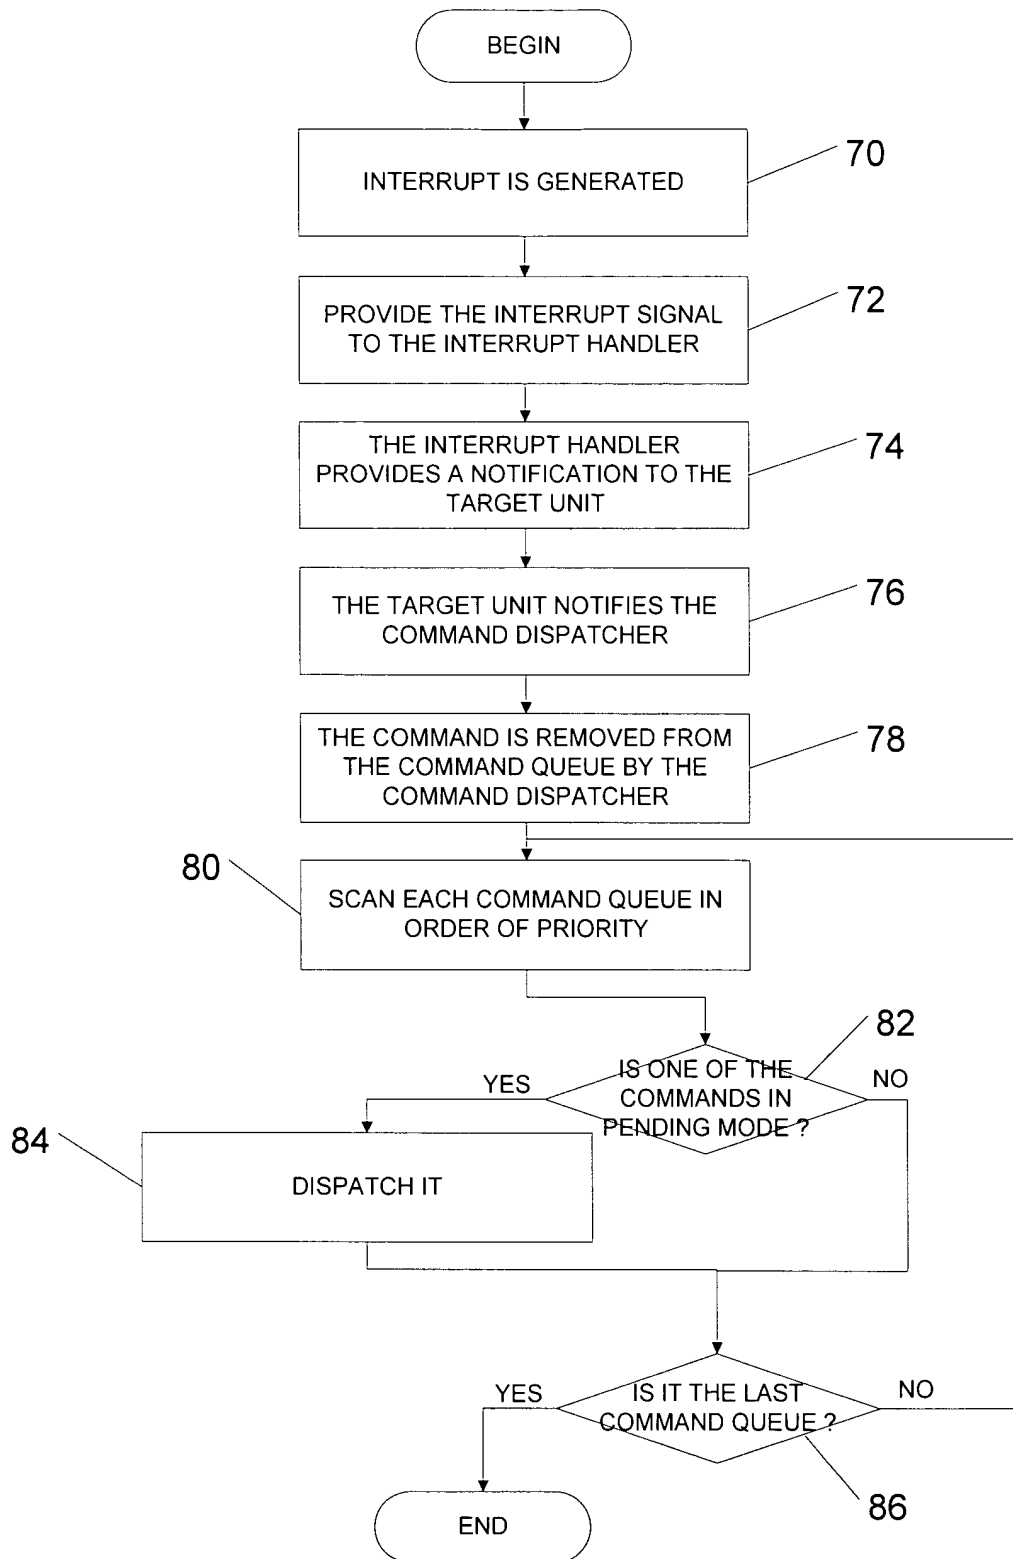 BEGIN
INTERRUPT IS GENERATED
70
PROVIDE THE INTERRUPT SIGNAL
TO THE INTERRUPT HANDLER
72
THE INTERRUPT HANDLER
PROVIDES A NOTIFICATION TO THE
TARGET UNIT
74
THE TARGET UNIT NOTIFIES THE
COMMAND DISPATCHER
76
THE COMMAND IS REMOVED FROM
THE COMMAND QUEUE BY THE
COMMAND DISPATCHER
78
80
SCAN EACH COMMAND QUEUE IN
ORDER OF PRIORITY
82
YES
IS ONE OF THE
COMMANDS IN
PENDING MODE ?
NO
84
DISPATCH IT
YES
IS IT THE LAST
COMMAND QUEUE ?
NO
86
END